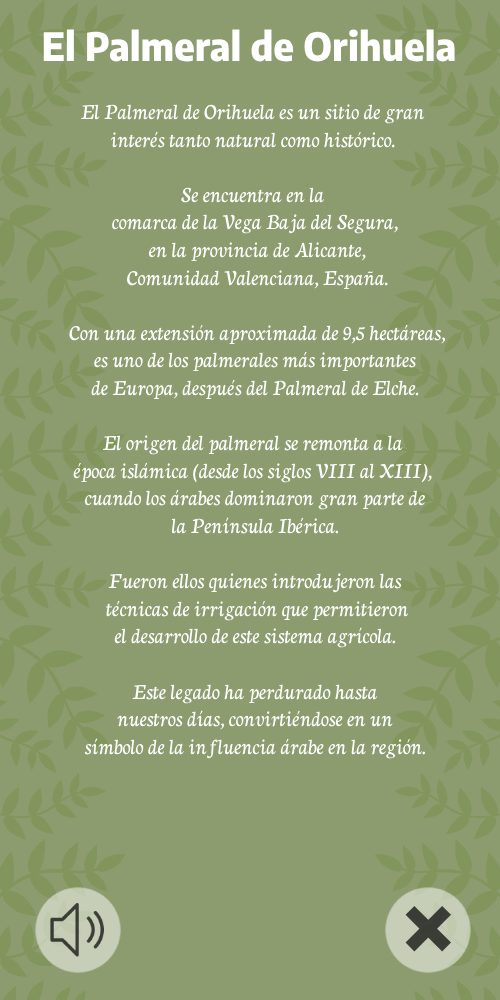 El Palmeral de Orihuela
El Palmeral de Orihuela es un sitio de gran
interés tanto natural como histórico.
Se encuentra en la
comarca de la Vega Baja del Segura,
en la provincia de Alicante,
Comunidad Valenciana, España.
Con una extensión aproximada de 9,5 hectáreas,
es uno de los palmerales más importantes
de Europa, después del Palmeral de Elche.
El origen del palmeral se remonta a la
época islámica (desde los siglos VIII al XIII),
cuando los árabes dominaron gran parte de
la Península Ibérica.
Fueron ellos quienes introdujeron las
técnicas de irrigación que permitieron
el desarrollo de este sistema agrícola.
Este legado ha perdurado hasta
nuestros días, convirtiéndose en un
símbolo de la influencia árabe en la región.